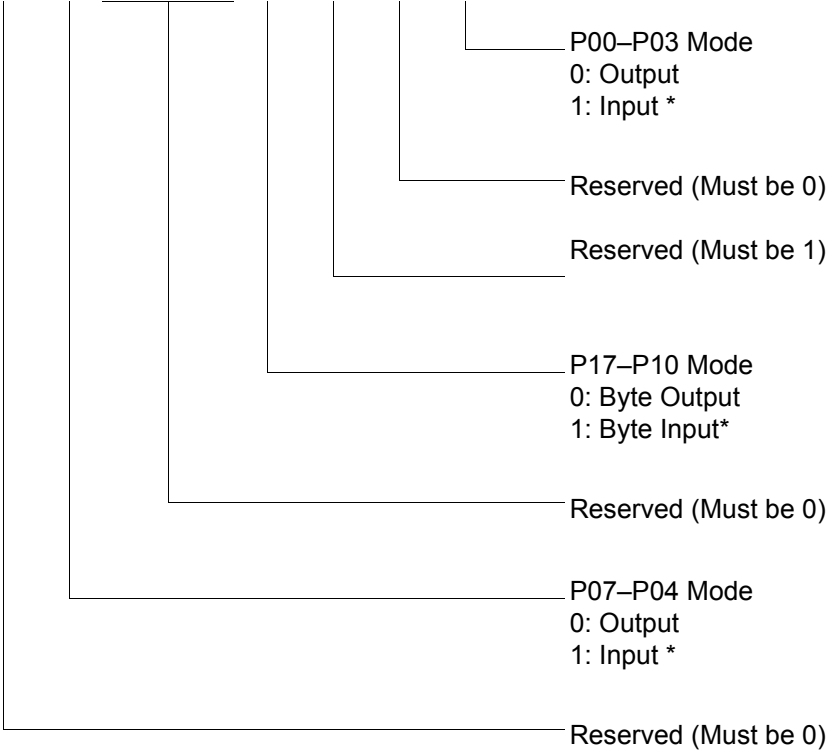 P00–P03 Mode
0: Output
1: Input *
Reserved (Must be 0)
Reserved (Must be 1)
P17–P10 Mode
0: Byte Output
1: Byte Input*
Reserved (Must be 0)
P07–P04 Mode
0: Output
1: Input *
Reserved (Must be 0)